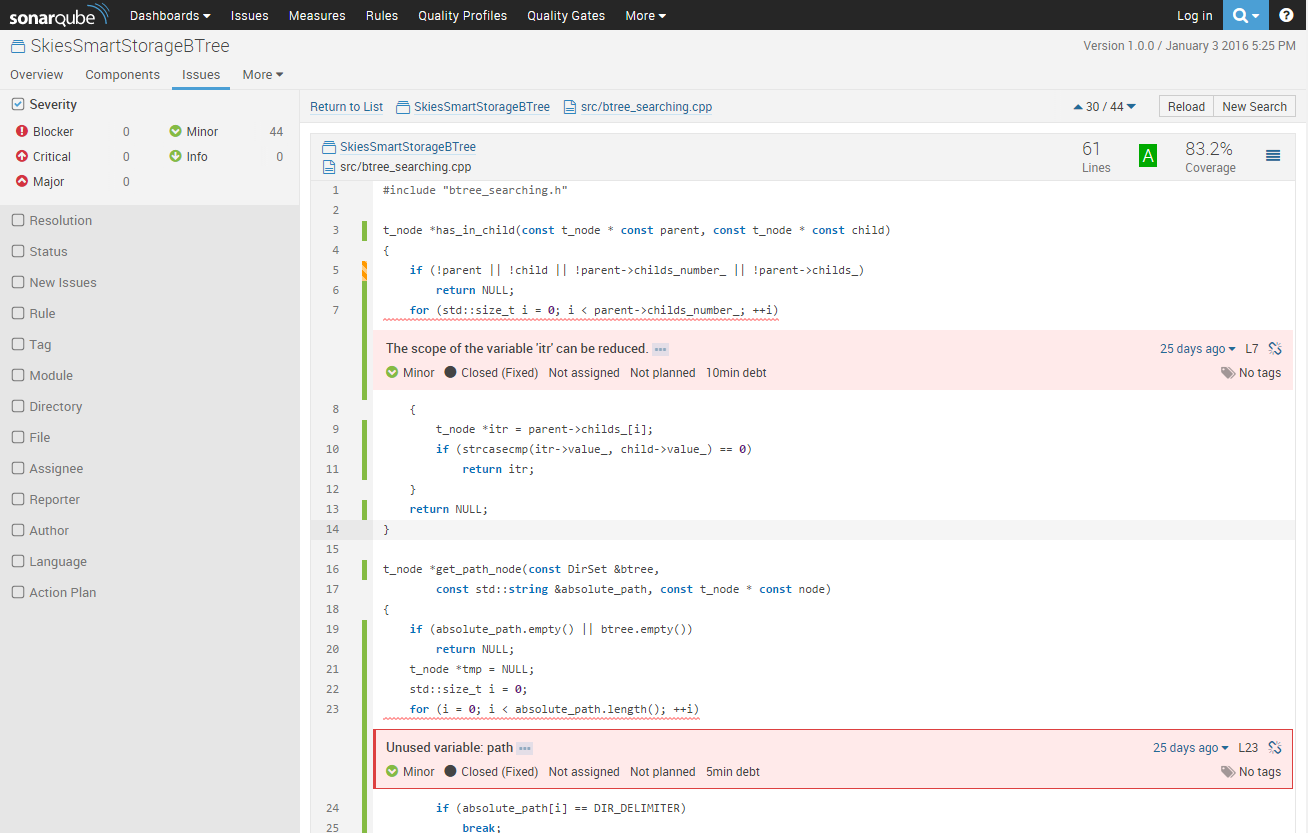 sonarqube Dashboards Issues Measures Rules Quality Profiles Quality Gates More Log in
SkiesSmartStorageBTree Version 1.0.0 / January 3 2016 5:25 PM
Overview Components Issues More
Severity
Blocker 0 Minor 44
Critical 0 Info 0
Major 0
Resolution
Status
New Issues
Rule
Tag
Module
Directory
File
Assignee
Reporter
Author
Language
Action Plan
Return to List SkiesSmartStorageBTree src/btree_searching.cpp 30 / 44 Reload New Search
SkiesSmartStorageBTree
src/btree_searching.cpp
61 Lines
A
83.2% Coverage
1 #include "btree_searching.h"
2
3 t_node *has_in_child(const t_node * const parent, const t_node * const child)
4 {
5 if (!parent || !child || !parent->childs_number_ || !parent->childs_)
6 return NULL;
7 for (std::size_t i = 0; i < parent->childs_number_; ++i)
The scope of the variable 'itr' can be reduced. ••• 25 days ago L7
Minor Closed (Fixed) Not assigned Not planned 10min debt No tags
8 {
9 t_node *itr = parent->childs_[i];
10 if (strcasecmp(itr->value_, child->value_) == 0)
11 return itr;
12 }
13 return NULL;
14 }
15
16 t_node *get_path_node(const DirSet &btree,
17 const std::string &absolute_path, const t_node * const node)
18 {
19 if (absolute_path.empty() || btree.empty())
20 return NULL;
21 t_node *tmp = NULL;
22 std::size_t i = 0;
23 for (i = 0; i < absolute_path.length(); ++i)
Unused variable: path ••• 25 days ago L23
Minor Closed (Fixed) Not assigned Not planned 5min debt No tags
24 if (absolute_path[i] == DIR_DELIMITER)
25 break;